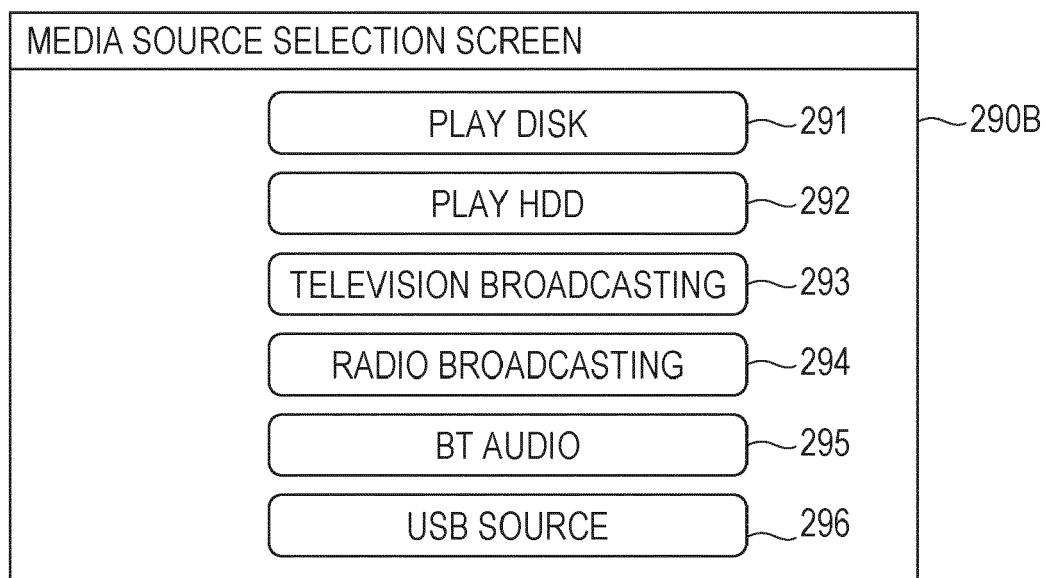 MEDIA SOURCE SELECTION SCREEN
PLAY DISK 291
290B
PLAY HDD 292
TELEVISION BROADCASTING 293
RADIO BROADCASTING 294
BT AUDIO 295
USB SOURCE 296